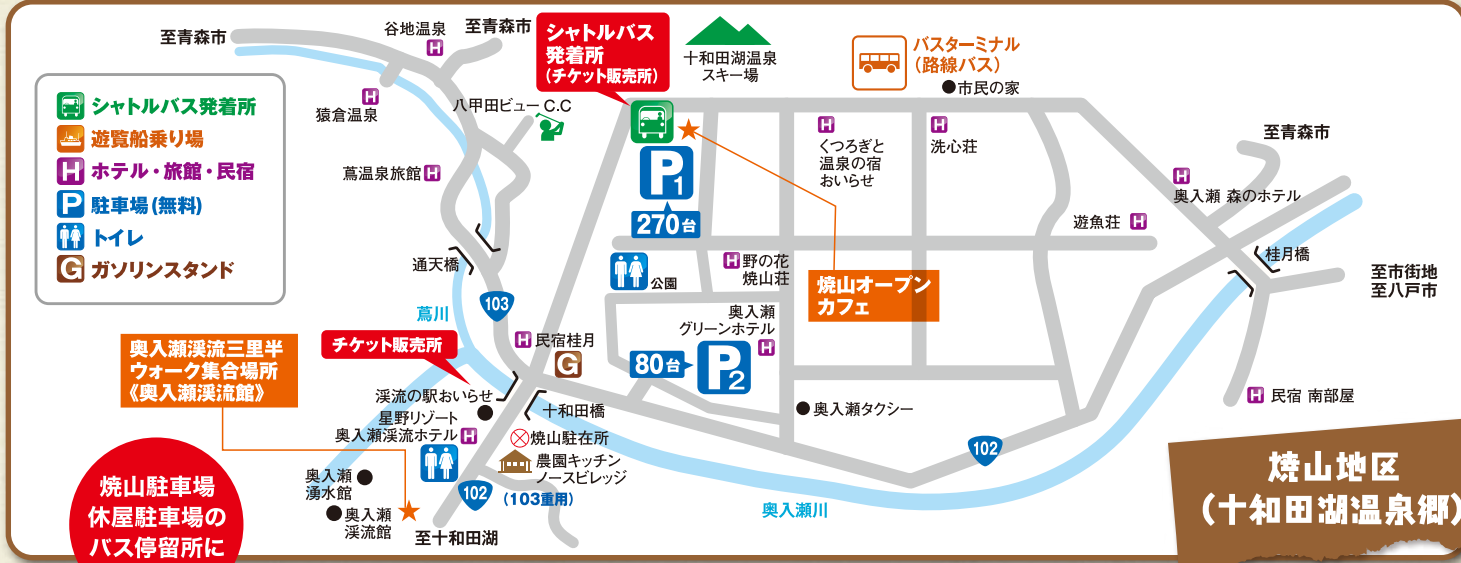 至青森市
谷地温泉
至青森市
シャトルバス
発着所
(チケット販売所)
十和田湖温泉
スキー場
バスターミナル
(路線バス)
市民の家
シャトルバス発着所
遊覧船乗り場
H
ホテル・旅館・民宿
P
駐車場(無料)
トイレ
G
ガソリンスタンド
H
H
猿倉温泉
八甲田ビューC.C
蔦温泉旅館
H
P1
270台
H
くつろぎと
温泉の宿
おいらせ
H
洗心荘
至青森市
H
奥入瀬 森のホテル
遊魚荘
H
桂月橋
至市街地
至八戸市
通天橋
103
蔦川
公園
H
野の花
焼山荘
焼山オープン
カフェ
奥入瀬
グリーンホテル
H
80台
P2
奥入瀬渓流三里半
ウォーク集合場所
《奥入瀬渓流館》
チケット販売所
H
民宿桂月
G
渓流の駅おいらせ
星野リゾート
奥入瀬渓流ホテル
H
十和田橋
焼山駐在所
農園キッチン
ノースビレッジ
102
(103重用)
奥入瀬タクシー
102
H
民宿 南部屋
奥入瀬
湧水館
奥入瀬
渓流館
至十和田湖
奥入瀬川
焼山駐車場
休屋駐車場の
バス停留所に
焼山地区
(十和田湖温泉郷)